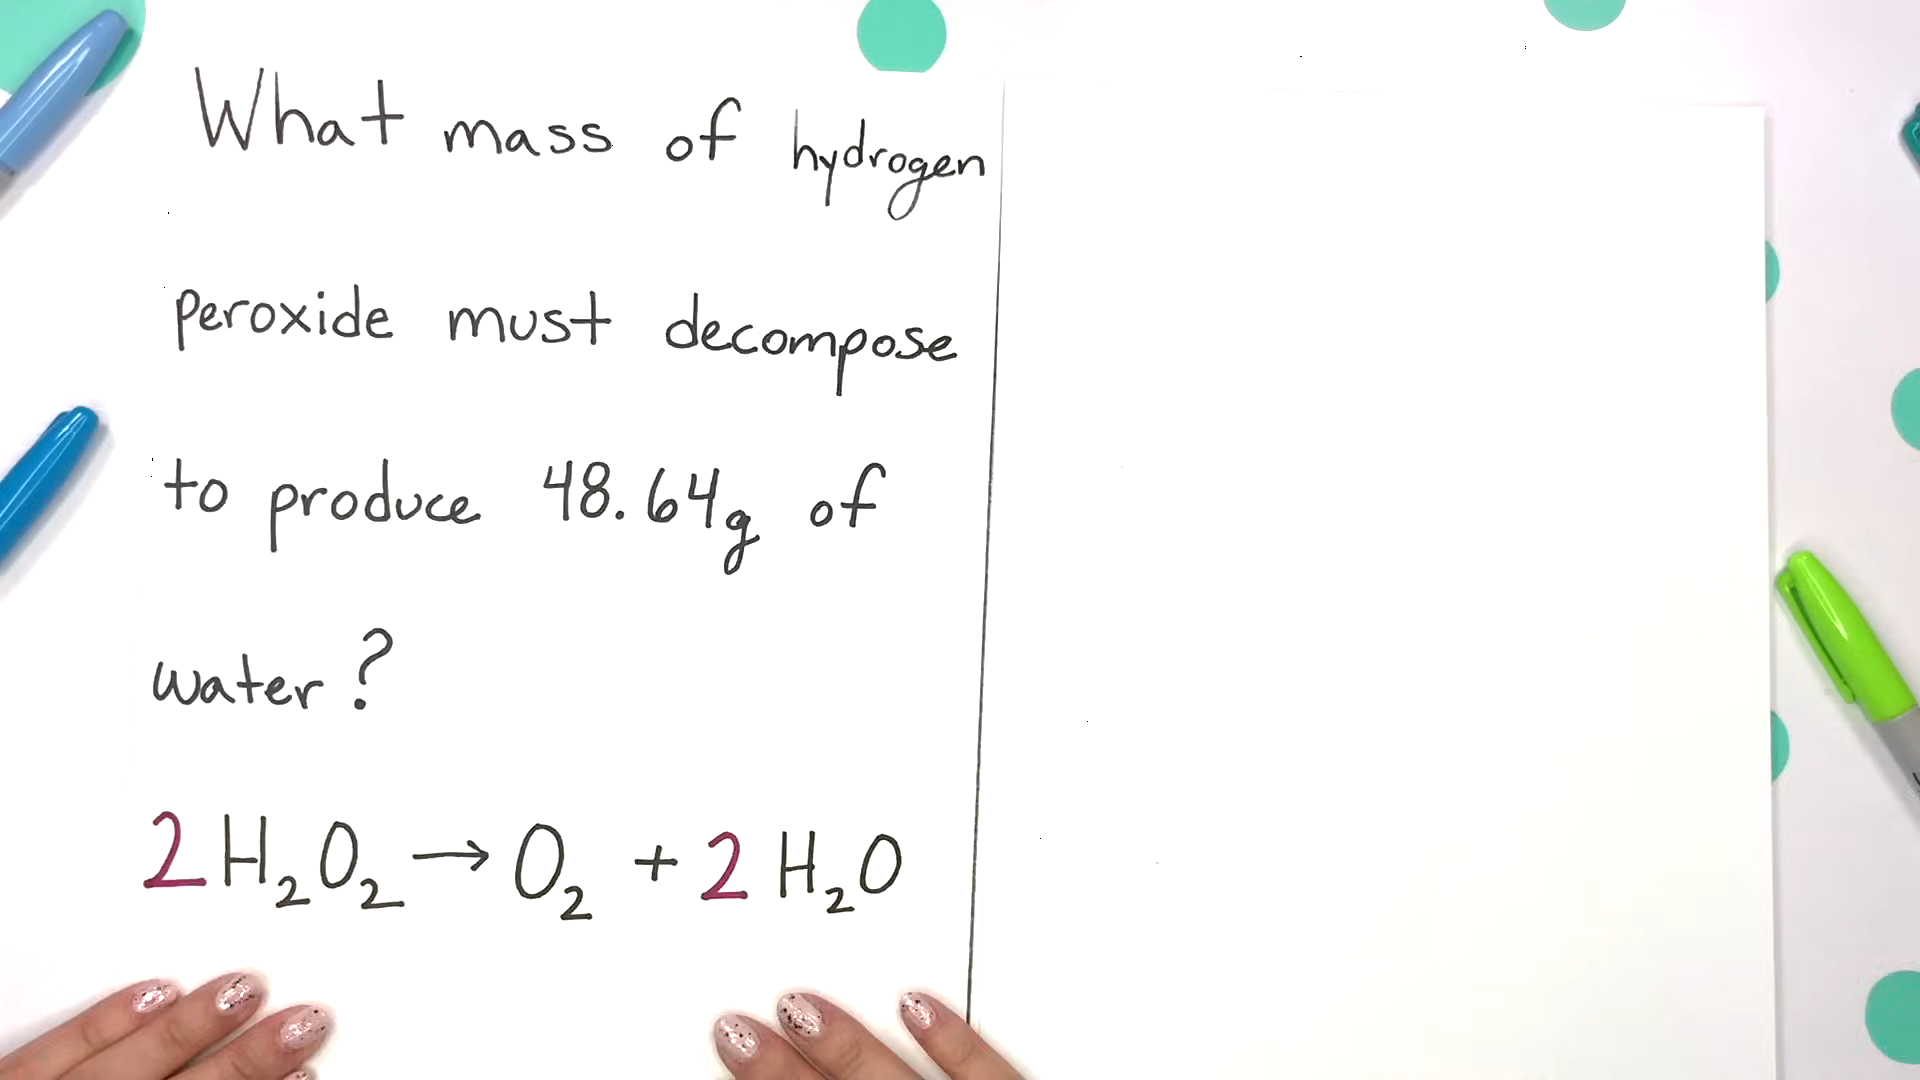 What mass of hydrogen
peroxide must decompose
to produce 48.64g of
water?
2H₂O₂ → O₂ + 2H₂O